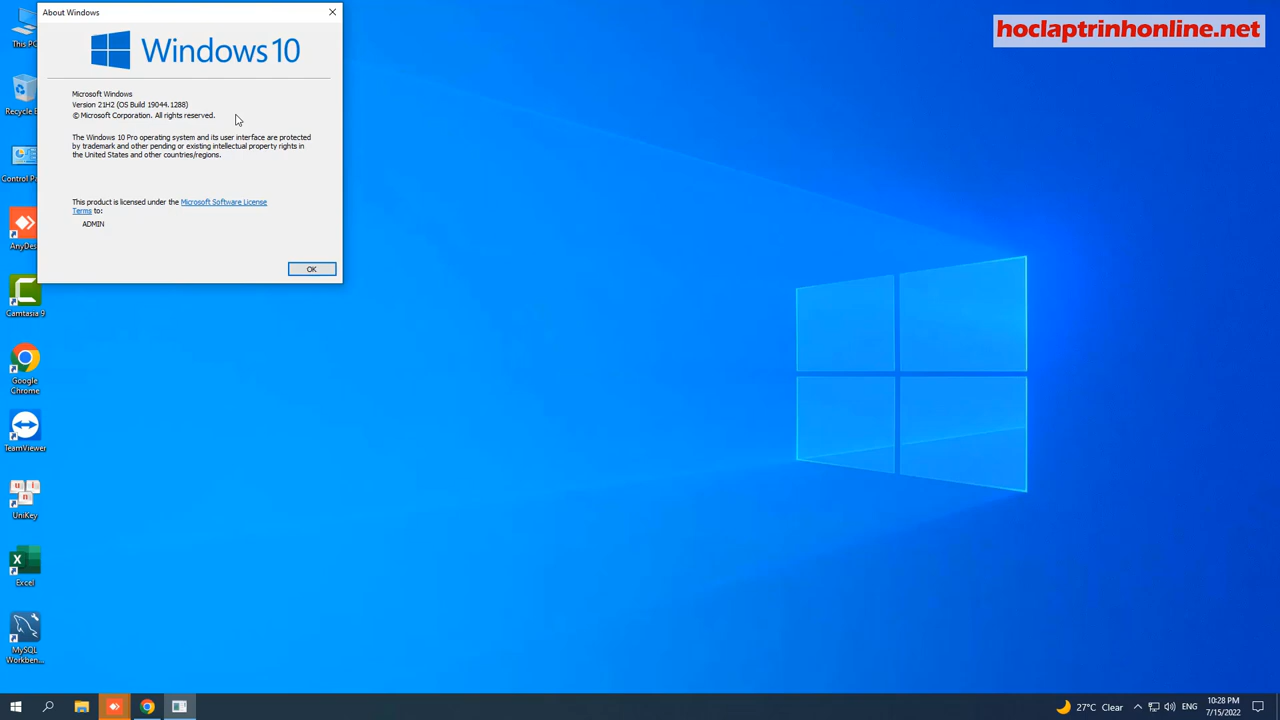 About Windows
hoclaptrinhonline.net
Windows 10
Microsoft Windows
Version 21H2 (OS Build 19044.1288)
© Microsoft Corporation. All rights reserved.
The Windows 10 Pro operating system and its user interface are protected
by trademark and other pending or existing intellectual property rights in
the United States and other countries/regions.
This product is licensed under the Microsoft Software License
Terms to:
ADMIN
OK
This PC
Recycle
Control
Camtasia 9
Google
Chrome
TeamViewer
UniKey
Excel
MySQL
Workben...
27°C Clear
ENG
10:28 PM
7/15/2022